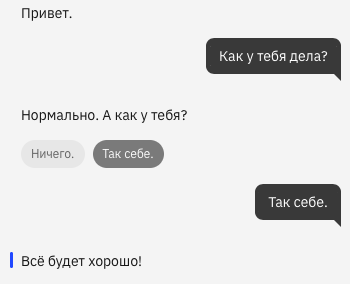 Привет.
Как у тебя дела?
Нормально. А как у тебя?
Ничего.
Так себе.
Так себе.
Всё будет хорошо!